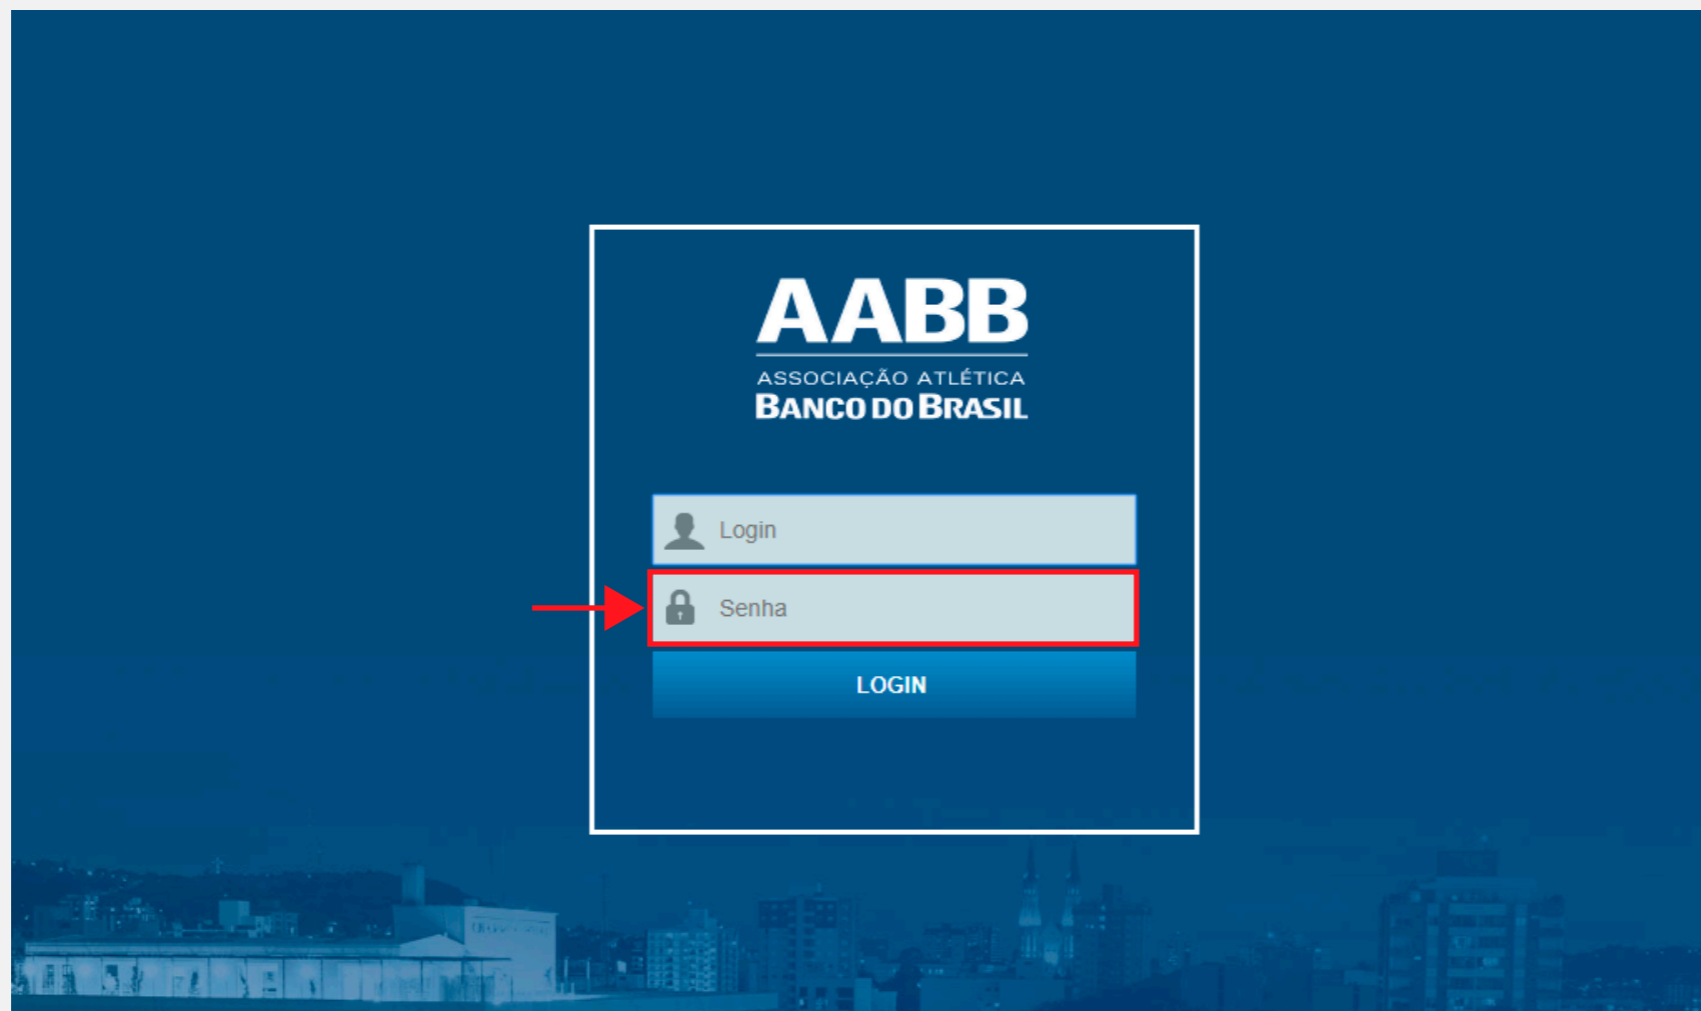 AABB
ASSOCIAÇÃO ATLÉTICA
BANCO DO BRASIL
Login
Senha
LOGIN